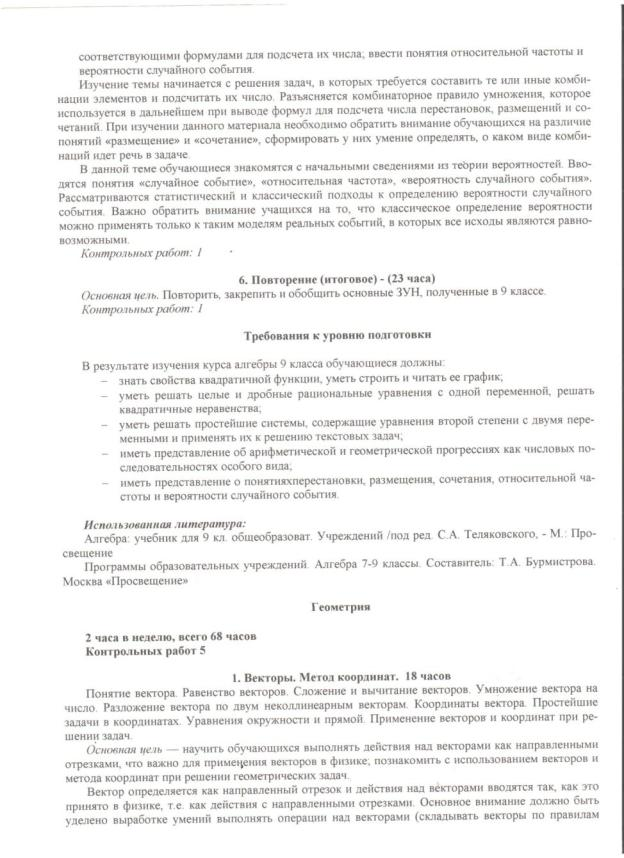 соответствующими формулами для подсчета их числа; ввести понятия относительной частоты и
вероятности случайного события.
Изучение темы начинается с решения задач, в которых требуется составить те или иные комби-
нации элементов и подсчитать их число. Разъясняется комбинаторное правило умножения, которое
используется в дальнейшем при выводе формул для подсчета числа перестановок, размещений и со-
четаний. При изучении данного материала необходимо обратить внимание обучающихся на различие
понятий «размещение» и «сочетание», сформировать у них умение определять, о каком виде комби-
наций идет речь в задаче.
В данной теме обучающиеся знакомятся с начальными сведениями из теории вероятностей. Вво-
дятся понятия «случайное событие», «относительная частота», «вероятность случайного события».
Рассматриваются статистический и классический подходы к определению вероятности случайного
события. Важно обратить внимание учащихся на то, что классическое определение вероятности
можно применять только к таким моделям реальных событий, в которых все исходы являются равно-
возможными.
Контрольных работ: 1
6. Повторение (итоговое) - (23 часа)
Основная цель. Повторить, закрепить и обобщить основные ЗУН, полученные в 9 классе.
Контрольных работ: 1
Требования к уровню подготовки
В результате изучения курса алгебры 9 класса обучающиеся должны:
– знать свойства квадратичной функции, уметь строить и читать ее график;
– уметь решать целые и дробные рациональные уравнения с одной переменной, решать
квадратичные неравенства;
– уметь решать простейшие системы, содержащие уравнения второй степени с двумя пере-
менными и применять их к решению текстовых задач;
– иметь представление об арифметической и геометрической прогрессиях как числовых по-
следовательностях особого вида;
– иметь представление о понятияхперестановки, размещения, сочетания, относительной ча-
стоты и вероятности случайного события.
Использованная литература:
Алгебра: учебник для 9 кл. общеобразоват. Учреждений /под ред. С.А. Теляковского, - М.: Про-
свещение
Программы образовательных учреждений. Алгебра 7-9 классы. Составитель: Т.А. Бурмистрова.
Москва «Просвещение»
Геометрия
2 часа в неделю, всего 68 часов
Контрольных работ 5
1. Векторы. Метод координат. 18 часов
Понятие вектора. Равенство векторов. Сложение и вычитание векторов. Умножение вектора на
число. Разложение вектора по двум неколлинеарным векторам. Координаты вектора. Простейшие
задачи в координатах. Уравнения окружности и прямой. Применение векторов и координат при ре-
шении задач.
Основная цель — научить обучающихся выполнять действия над векторами как направленными
отрезками, что важно для применения векторов в физике; познакомить с использованием векторов и
метода координат при решении геометрических задач.
Вектор определяется как направленный отрезок и действия над векторами вводятся так, как это
принято в физике, т.е. как действия с направленными отрезками. Основное внимание должно быть
уделено выработке умений выполнять операции над векторами (складывать векторы по правилам